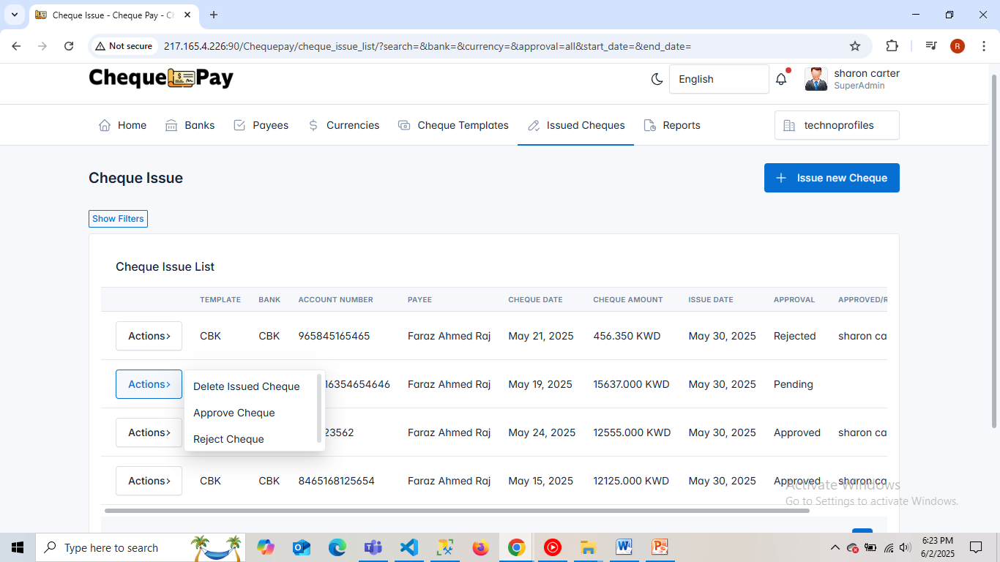 Cheque Issue - Cheque Pay - Ch
Not secure
217.165.4.226:90/Chequepay/cheque_issue_list/?search=&bank=&currency=&approval=all&start_date=&end_date=
R
Cheque Pay
English
sharon carter
SuperAdmin
Home
Banks
Payees
Currencies
Cheque Templates
Issued Cheques
Reports
technoprofiles
Cheque Issue
Issue new Cheque
Show Filters
Cheque Issue List
TEMPLATE BANK ACCOUNT NUMBER PAYEE CHEQUE DATE CHEQUE AMOUNT ISSUE DATE APPROVAL APPROVED/R
Actions› CBK CBK 965845165465 Faraz Ahmed Raj May 21, 2025 456.350 KWD May 30, 2025 Rejected sharon ca
Actions› 16354654646 Faraz Ahmed Raj May 19, 2025 15637.000 KWD May 30, 2025 Pending
Delete Issued Cheque
Approve Cheque
Reject Cheque
Actions› 23562 Faraz Ahmed Raj May 24, 2025 12555.000 KWD May 30, 2025 Approved sharon ca
Actions› CBK CBK 8465168125654 Faraz Ahmed Raj May 15, 2025 12125.000 KWD May 30, 2025 Approved sharon ca
Activate Windows
Go to Settings to activate Windows.
Type here to search
6:23 PM
6/2/2025